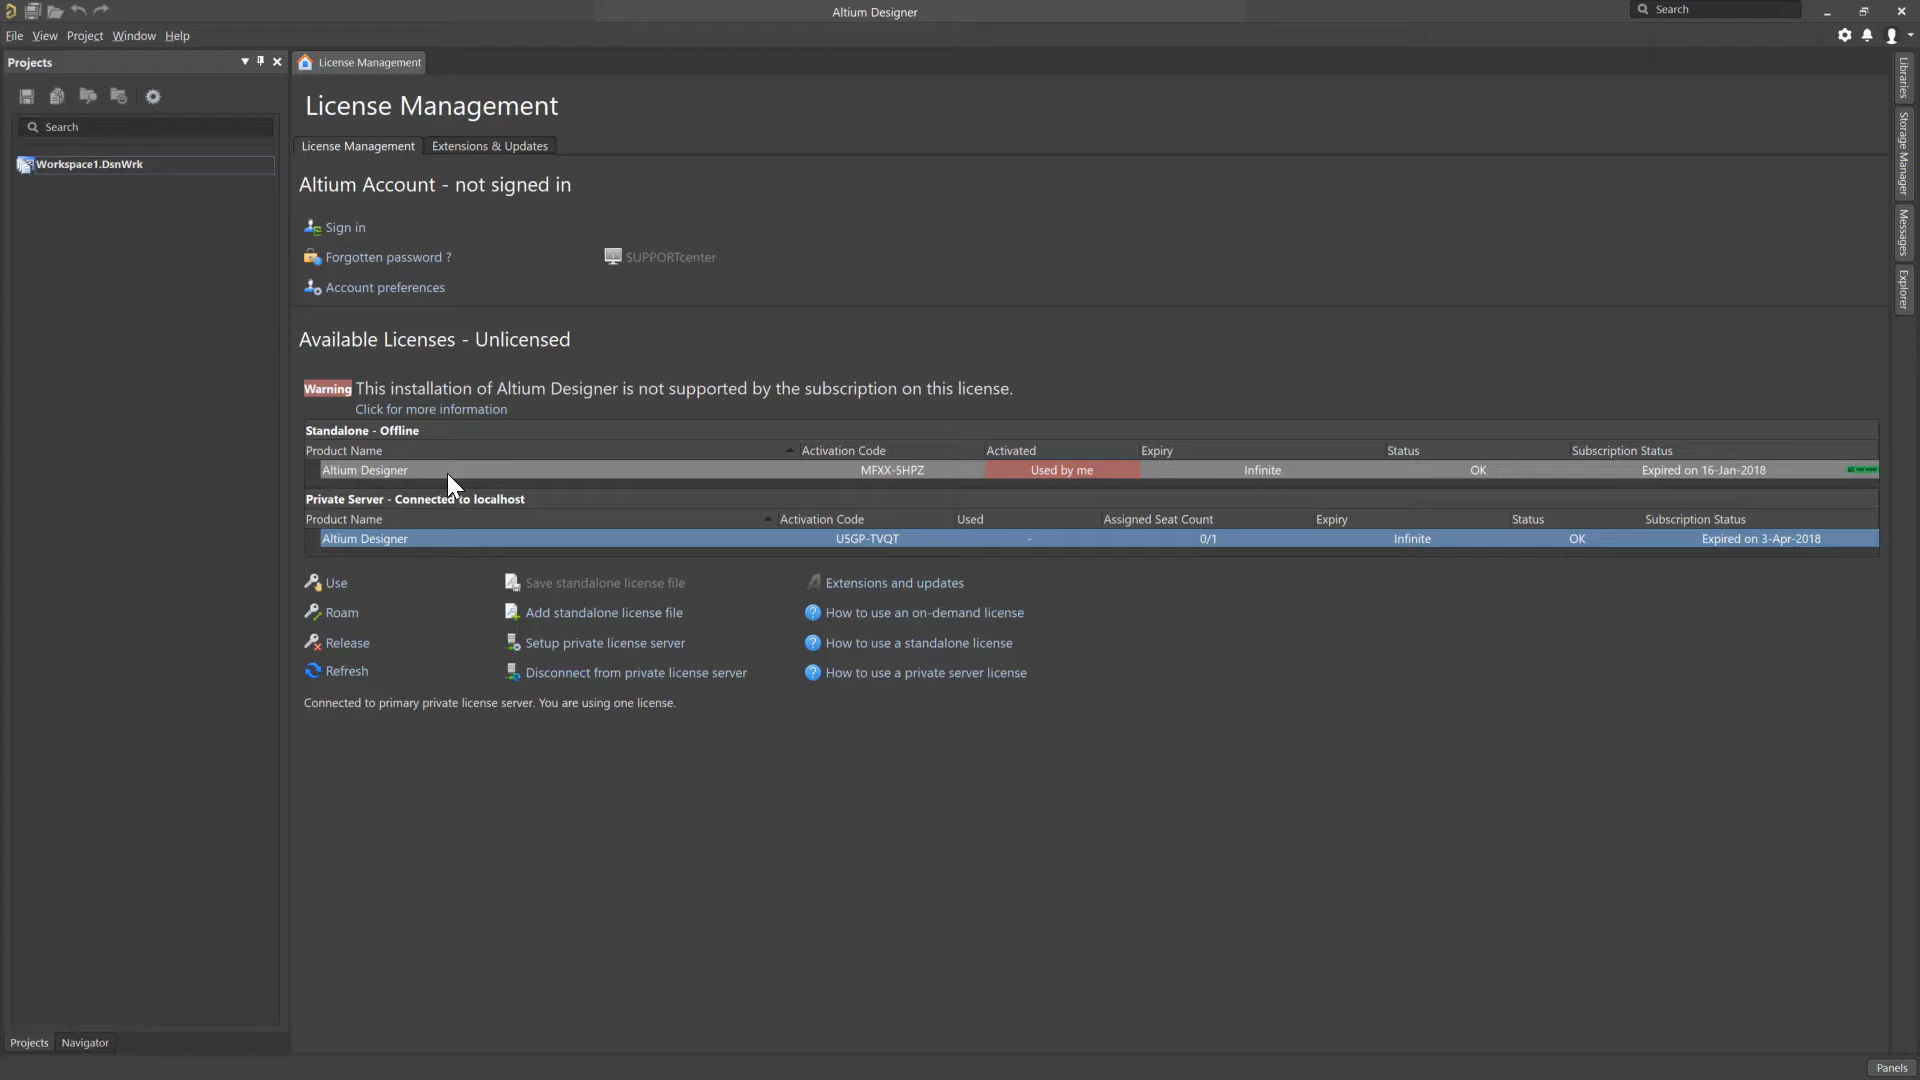 Altium Designer
Search
File View Project Window Help
Projects
License Management
Search
Workspace1.DsnWrk
License Management
License Management
Extensions & Updates
Altium Account - not signed in
Sign in
Forgotten password ?
SUPPORTcenter
Account preferences
Available Licenses - Unlicensed
Warning This installation of Altium Designer is not supported by the subscription on this license.
Click for more information
Standalone - Offline
Product Name Activation Code Activated Expiry Status Subscription Status
Altium Designer MFXX-5HPZ Used by me Infinite OK Expired on 16-Jan-2018
Private Server - Connected to localhost
Product Name Activation Code Used Assigned Seat Count Expiry Status Subscription Status
Altium Designer U5GP-TVQT - 0/1 Infinite OK Expired on 3-Apr-2018
Use Save standalone license file Extensions and updates
Roam Add standalone license file How to use an on-demand license
Release Setup private license server How to use a standalone license
Refresh Disconnect from private license server How to use a private server license
Connected to primary private license server. You are using one license.
Libraries
Storage Manager
Messages
Explorer
Projects Navigator
Panels